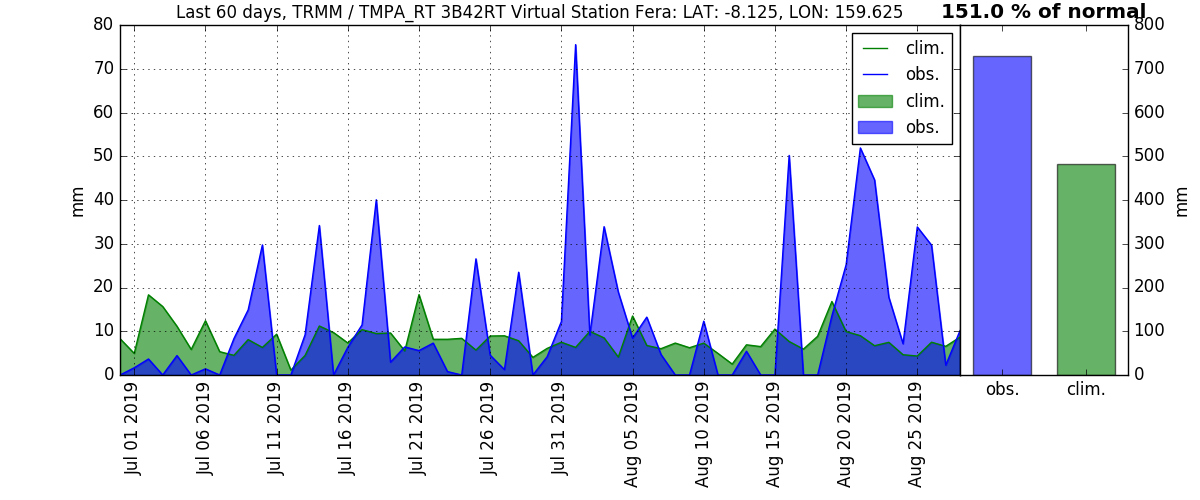 Last 60 days, TRMM / TMPA_RT 3B42RT Virtual Station Fera: LAT: -8.125, LON: 159.625
151.0 % of normal
80
70
60
50
40
30
20
10
0
mm
clim.
obs.
clim.
obs.
800
700
600
500
400
300
200
100
0
mm
Jul 01 2019
Jul 06 2019
Jul 11 2019
Jul 16 2019
Jul 21 2019
Jul 26 2019
Jul 31 2019
Aug 05 2019
Aug 10 2019
Aug 15 2019
Aug 20 2019
Aug 25 2019
obs.
clim.